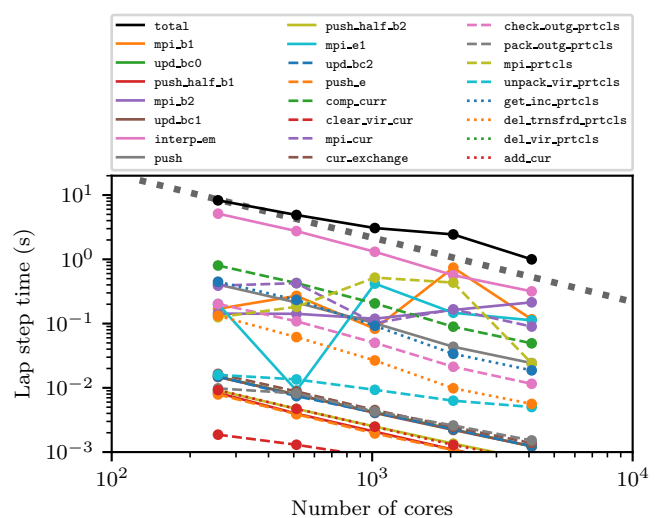 total push_half_b2 check_outg_prtcls
mpi_b1 mpi_e1 pack_outg_prtcls
upd_bc0 upd_bc2 mpi_prtcls
push_half_b1 push_e unpack_vir_prtcls
mpi_b2 comp_curr get_inc_prtcls
upd_bc1 clear_vir_cur del_trnsfrd_prtcls
interp_em mpi_cur del_vir_prtcls
push cur_exchange add_cur
10¹
10⁰
10⁻¹
10⁻²
10⁻³
Lap step time (s)
10² 10³ 10⁴
Number of cores